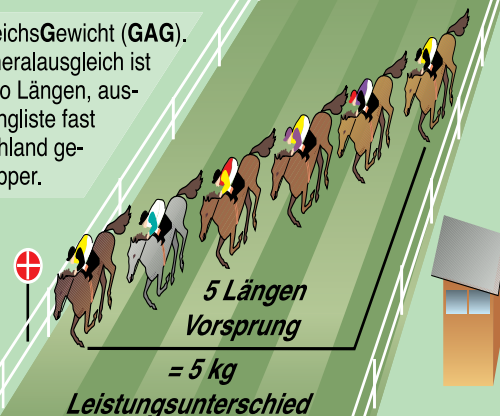 eichsGewicht (GAG).
neralausgleich ist
o Längen, aus-
ngliste fast
hland ge-
pper.
5 Längen
Vorsprung
= 5 kg
Leistungsunterschied